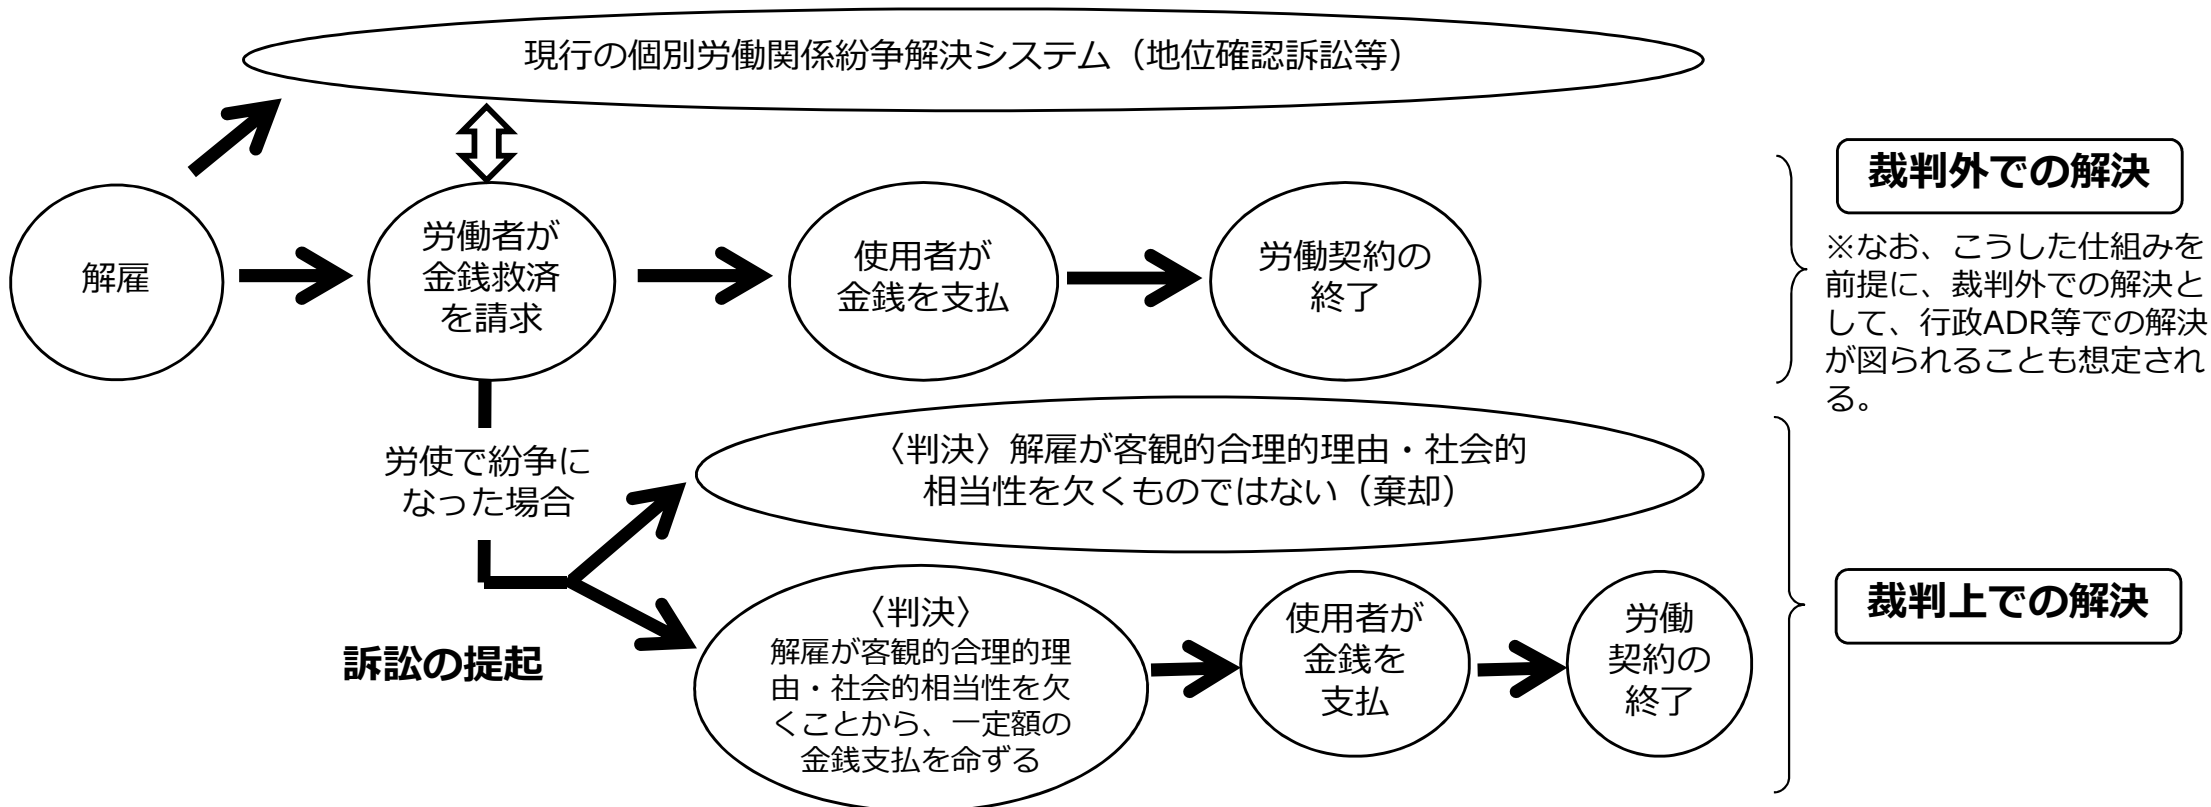 現行の個別労働関係紛争解決システム（地位確認訴訟等）
解雇
労働者が
金銭救済
を請求
使用者が
金銭を支払
労働契約の
終了
裁判外での解決
※なお、こうした仕組みを
前提に、裁判外での解決と
して、行政ADR等での解決
が図られることも想定され
る。
労使で紛争に
なった場合
〈判決〉解雇が客観的合理的理由・社会的
相当性を欠くものではない（棄却）
訴訟の提起
〈判決〉
解雇が客観的合理的理
由・社会的相当性を欠
くことから、一定額の
金銭支払を命ずる
使用者が
金銭を
支払
労働
契約の
終了
裁判上での解決